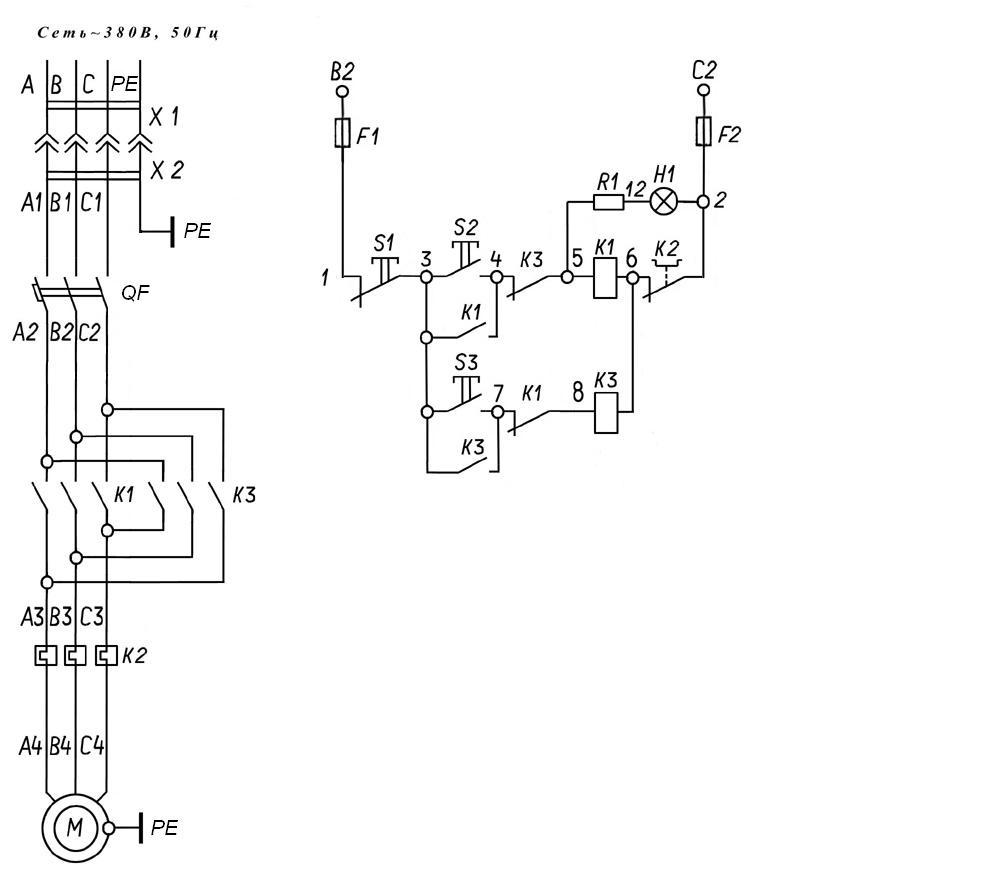 Сеть~380В, 50Гц
A B C PE
X1
X2
A1 B1 C1
PE
QF
A2 B2 C2
K1 K3
A3 B3 C3
K2
A4 B4 C4
M PE
B2 C2
F1 F2
R1 12 H1
2
S1 S2
1 3 4 K3 5 K1 6 K2
K1
S3
7 K1 8 K3
K3